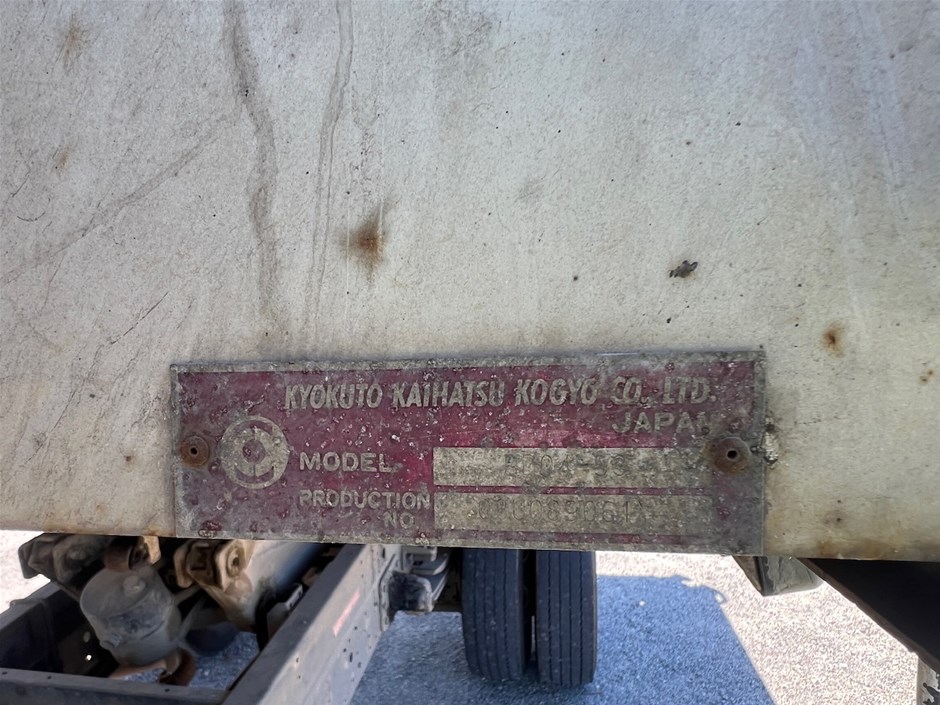 KYOKUTO KAIHATSU KOGYO CO., LTD.
JAPAN
MODEL
PRODUCTION
NO.